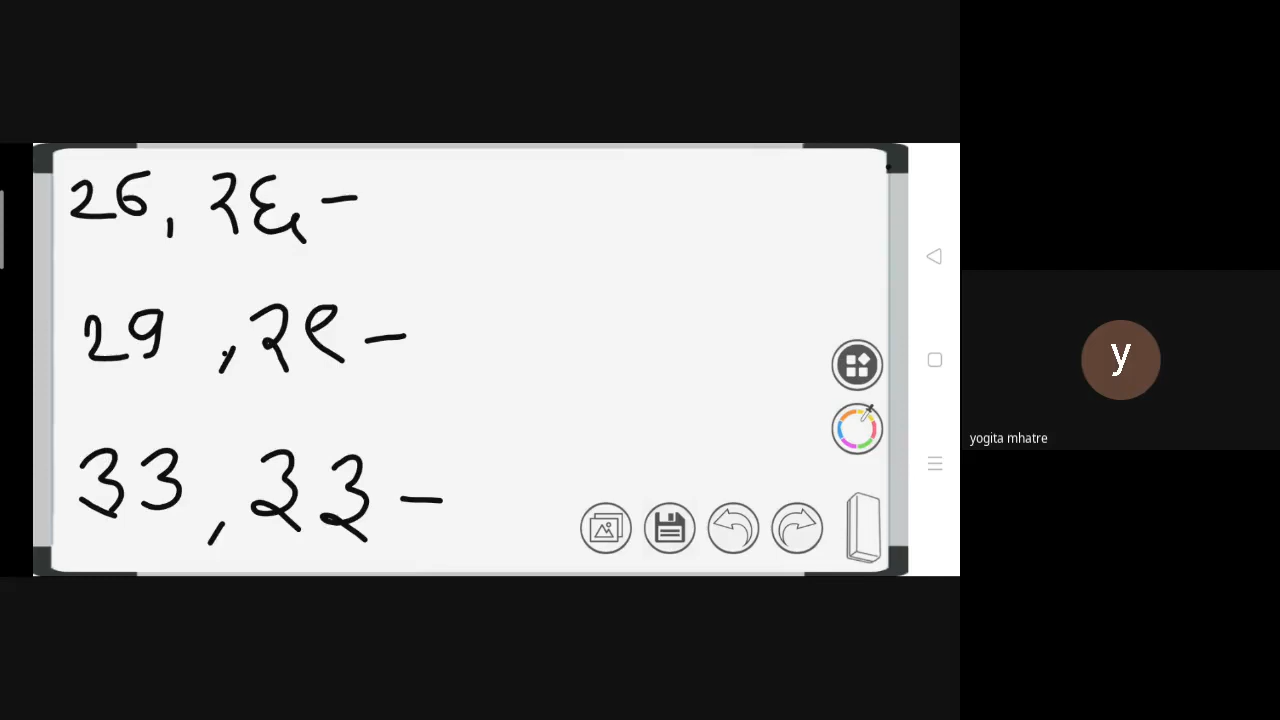 26, २६ -
29, २९ -
33, ३३ -
y
yogita mhatre